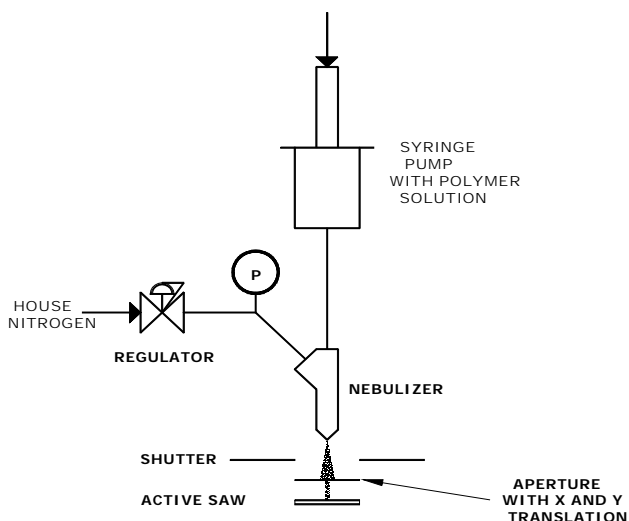 SYRINGE
PUMP
WITH POLYMER
SOLUTION
P
HOUSE
NITROGEN
REGULATOR
NEBULIZER
SHUTTER
ACTIVE SAW
APERTURE
WITH X AND Y
TRANSLATION